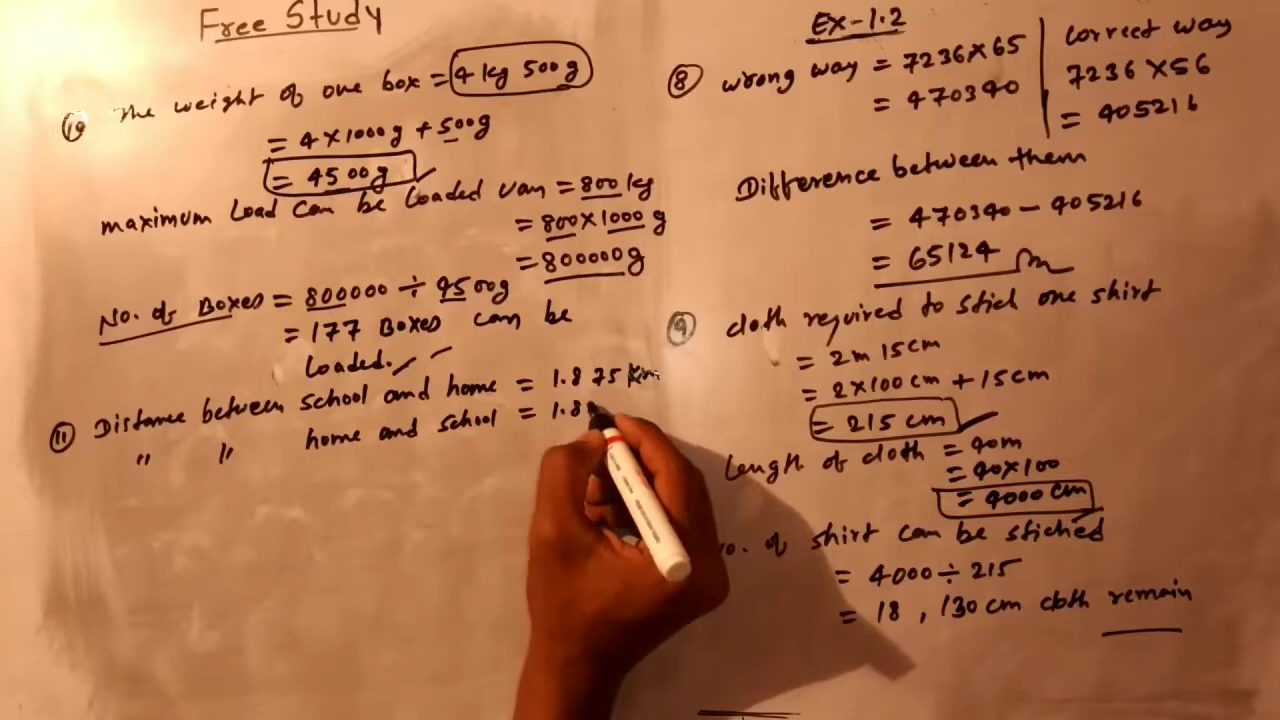 Free Study
10 The weight of one box = 4 kg 500 g
= 4 × 1000 g + 500g
= 4500g
maximum Load can be Loaded van = 800 kg
= 800 × 1000 g
= 800000 g
No. of Boxes = 800000 ÷ 4500g
= 177 Boxes can be
Loaded.
11 Distance between school and home = 1.875 Km
" " home and school = 1.8
Ex-1.2
8 wrong way = 7236×65
= 470340
correct way
7236 ×56
= 405216
Difference between them
= 470340 - 405216
= 65124
9 cloth required to stich one shirt
= 2m 15cm
= 2×100 cm + 15cm
= 215 cm
Length of cloth = 40m
= 40×100
= 4000 cm
No. of shirt can be stiched
= 4000 ÷ 215
= 18, 130 cm cloth remain